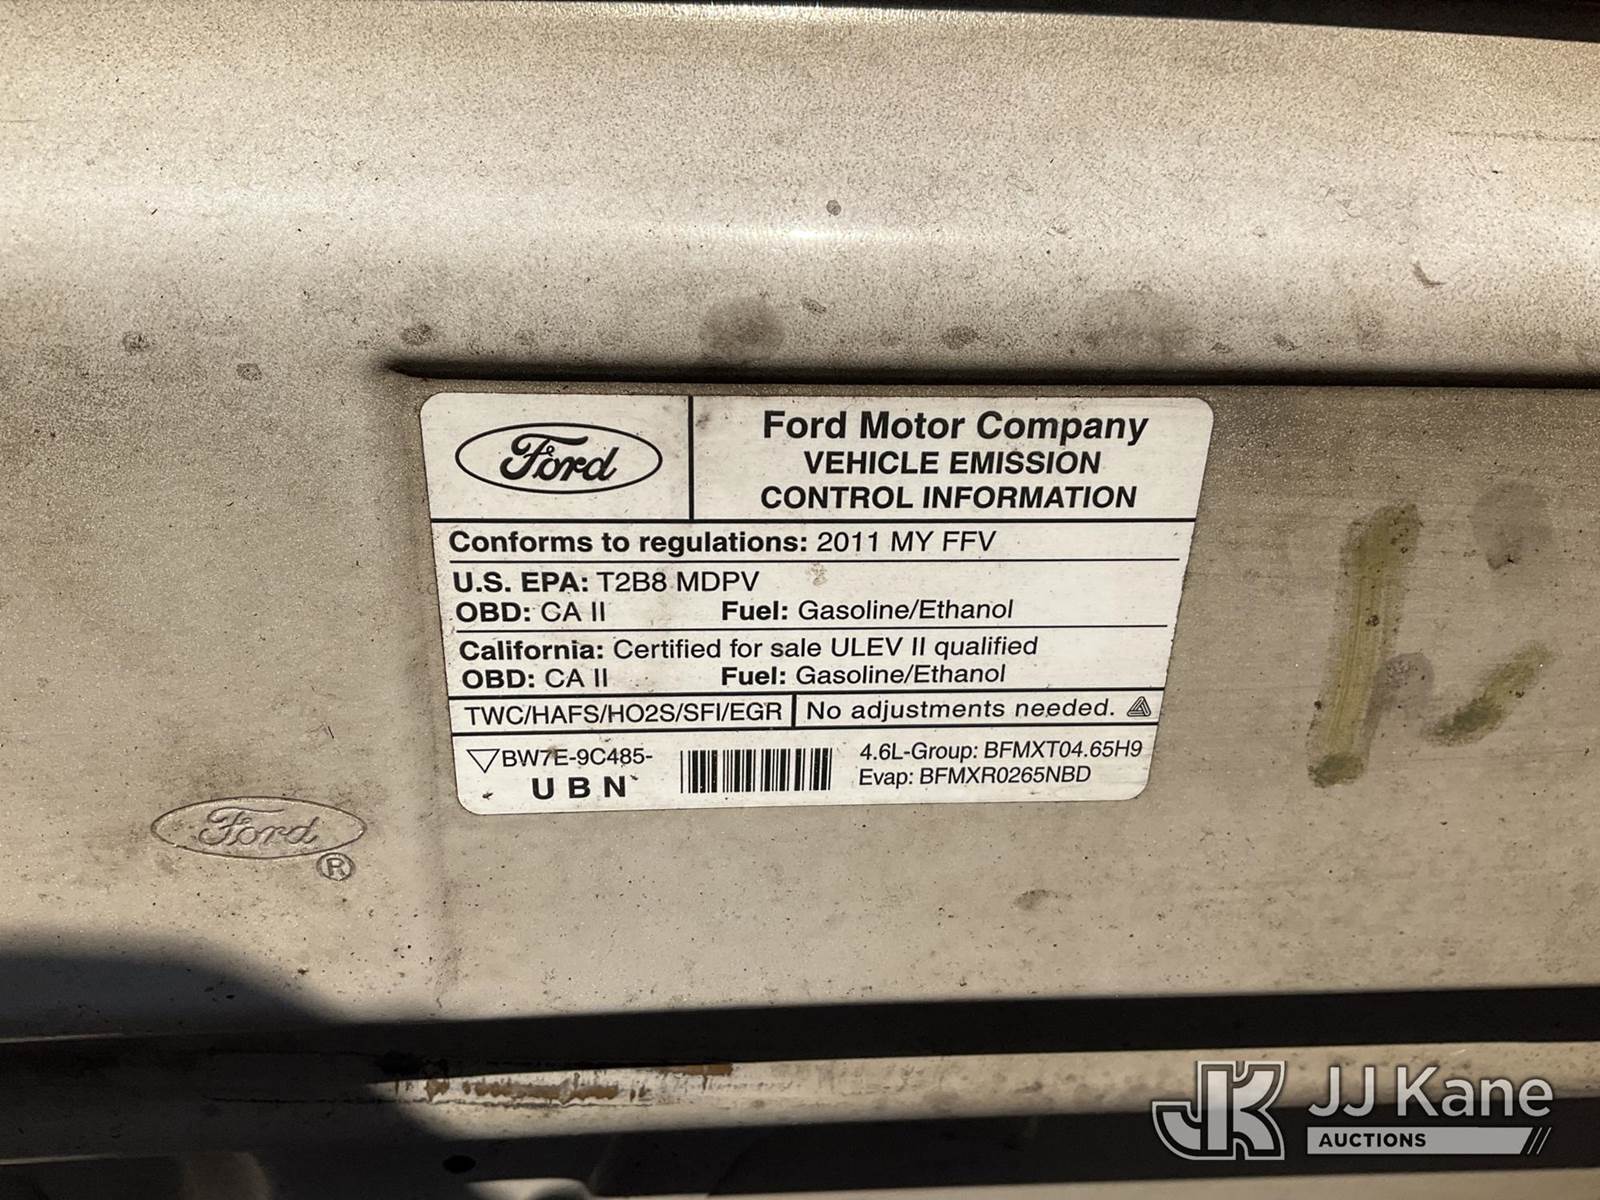 Ford
Ford Motor Company
VEHICLE EMISSION
CONTROL INFORMATION
Conforms to regulations: 2011 MY FFV
U.S. EPA: T2B8 MDPV
OBD: CA II Fuel: Gasoline/Ethanol
California: Certified for sale ULEV II qualified
OBD: CA II Fuel: Gasoline/Ethanol
TWC/HAFS/HO2S/SFI/EGR No adjustments needed.
BW7E-9C485-
UBN
4.6L-Group: BFMXT04.65H9
Evap: BFMXR0265NBD
Ford
®
JK JJ Kane
AUCTIONS